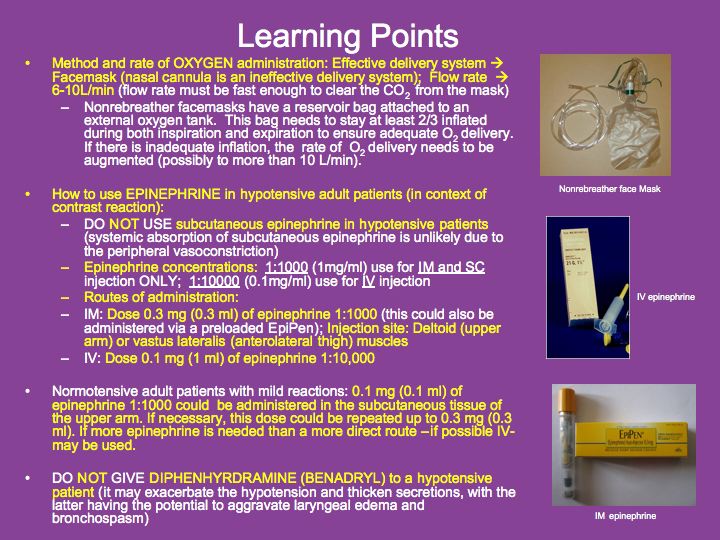 Learning Points
• Method and rate of OXYGEN administration: Effective delivery system →
Facemask (nasal cannula is an ineffective delivery system); Flow rate →
6-10L/min (flow rate must be fast enough to clear the CO2 from the mask)
– Nonrebreather facemasks have a reservoir bag attached to an
external oxygen tank. This bag needs to stay at least 2/3 inflated
during both inspiration and expiration to ensure adequate O2 delivery.
If there is inadequate inflation, the rate of O2 delivery needs to be
augmented (possibly to more than 10 L/min).
Nonrebreather face Mask
• How to use EPINEPHRINE in hypotensive adult patients (in context of
contrast reaction):
– DO NOT USE subcutaneous epinephrine in hypotensive patients
(systemic absorption of subcutaneous epinephrine is unlikely due to
the peripheral vasoconstriction)
– Epinephrine concentrations: 1:1000 (1mg/ml) use for IM and SC
injection ONLY; 1:10000 (0.1mg/ml) use for IV injection
– Routes of administration:
– IM: Dose 0.3 mg (0.3 ml) of epinephrine 1:1000 (this could also be
administered via a preloaded EpiPen); Injection site: Deltoid (upper
arm) or vastus lateralis (anterolateral thigh) muscles
– IV: Dose 0.1 mg (1 ml) of epinephrine 1:10,000
IV epinephrine
• Normotensive adult patients with mild reactions: 0.1 mg (0.1 ml) of
epinephrine 1:1000 could be administered in the subcutaneous tissue of
the upper arm. If necessary, this dose could be repeated up to 0.3 mg (0.3
ml). If more epinephrine is needed than a more direct route –if possible IV-
may be used.
• DO NOT GIVE DIPHENHYRDRAMINE (BENADRYL) to a hypotensive
patient (it may exacerbate the hypotension and thicken secretions, with the
latter having the potential to aggravate laryngeal edema and
bronchospasm)
EPIPEN
IM epinephrine